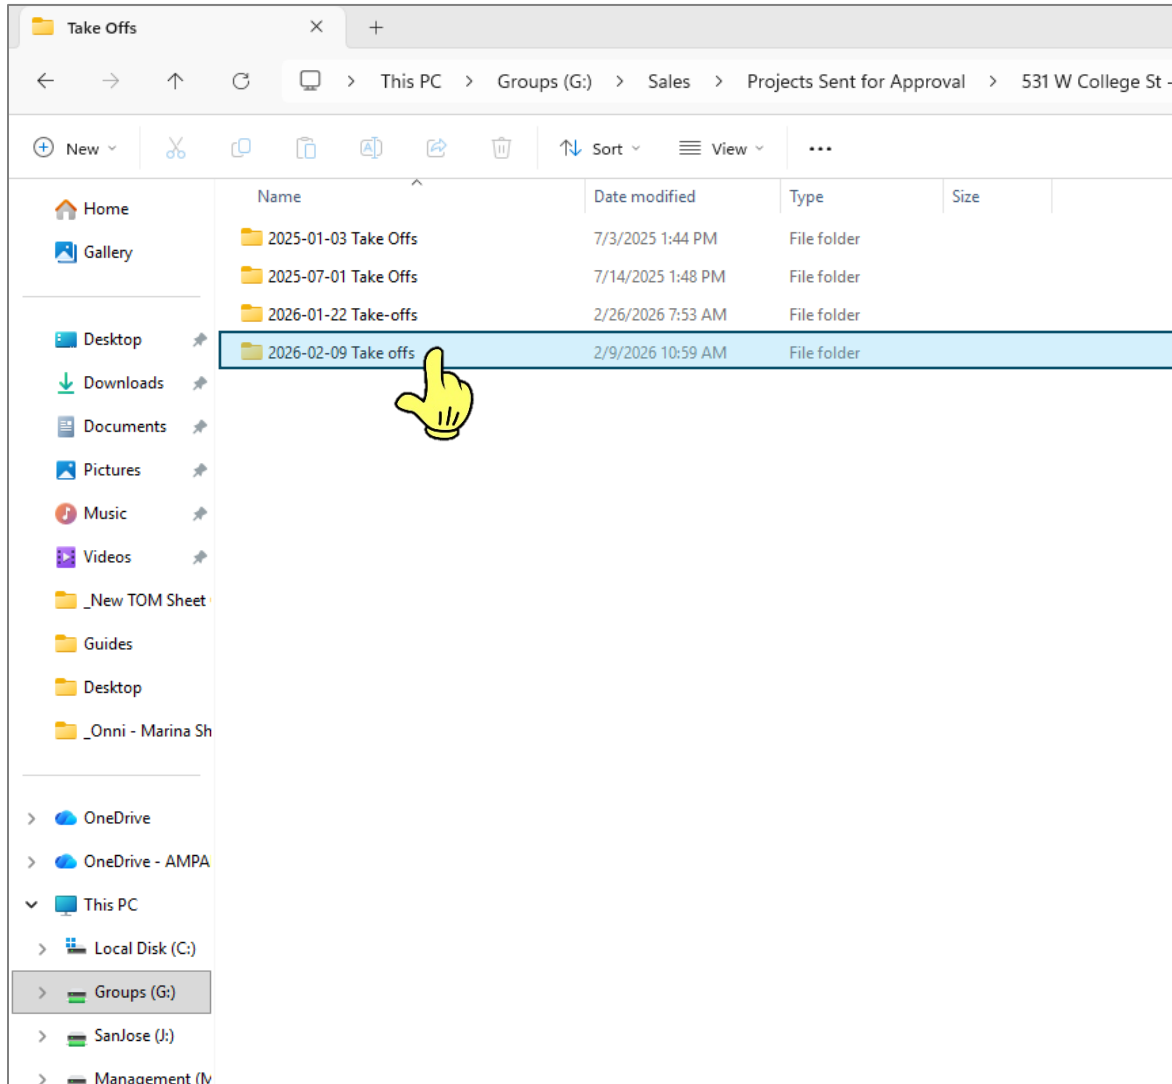 Take Offs
This PC > Groups (G:) > Sales > Projects Sent for Approval > 531 W College St -
New
Sort
View
Name Date modified Type Size
2025-01-03 Take Offs 7/3/2025 1:44 PM File folder
2025-07-01 Take Offs 7/14/2025 1:48 PM File folder
2026-01-22 Take-offs 2/26/2026 7:53 AM File folder
2026-02-09 Take offs 2/9/2026 10:59 AM File folder
Home
Gallery
Desktop
Downloads
Documents
Pictures
Music
Videos
_New TOM Sheet
Guides
Desktop
_Onni - Marina Sh
OneDrive
OneDrive - AMPA
This PC
Local Disk (C:)
Groups (G:)
SanJose (J:)
Management (M